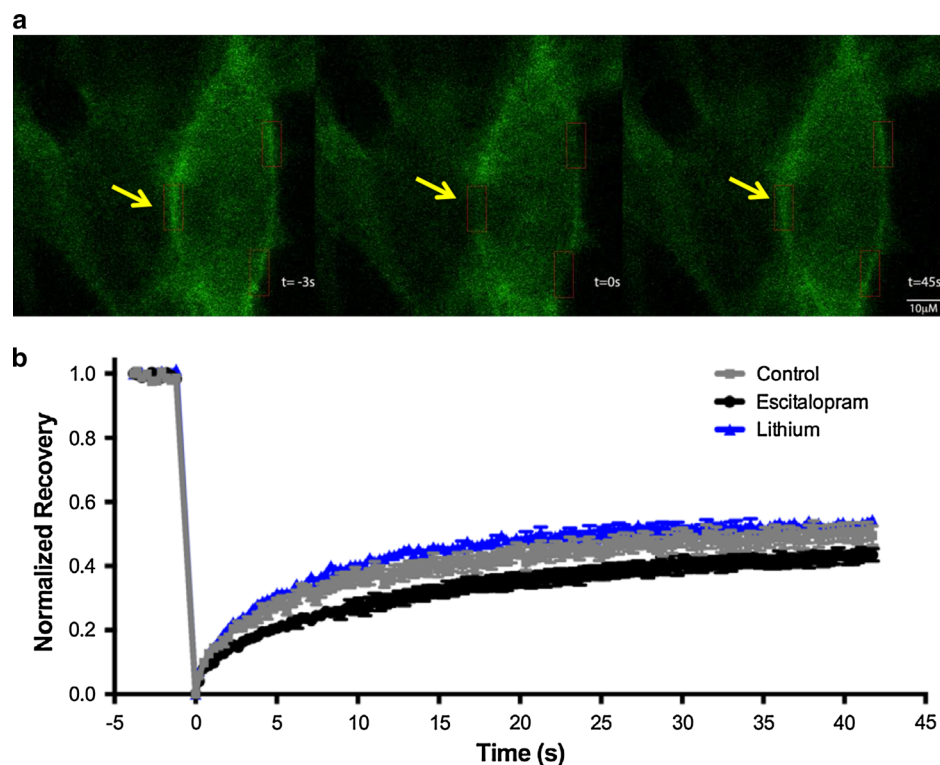 a
t= -3s
t=0s
t=45s
10µM
b
Normalized Recovery
1.0
0.8
0.6
0.4
0.2
0.0
Control
Escitalopram
Lithium
-5
0
5
10
15
20
25
30
35
40
45
Time (s)